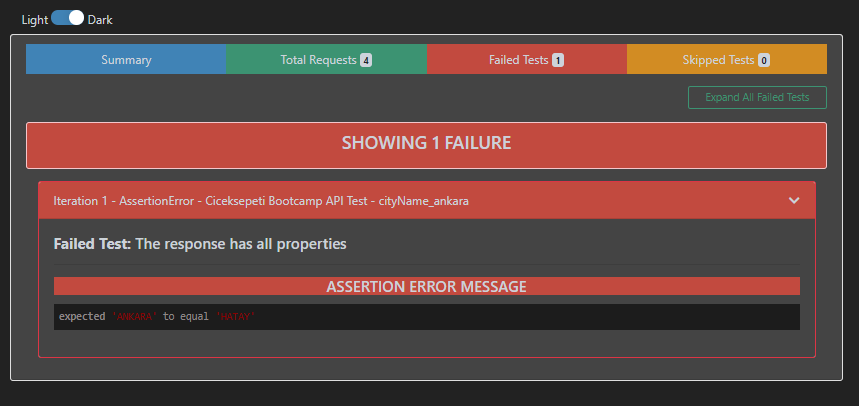 Light Dark
Summary Total Requests 4 Failed Tests 1 Skipped Tests 0
Expand All Failed Tests
SHOWING 1 FAILURE
Iteration 1 - AssertionError - Ciceksepeti Bootcamp API Test - cityName_ankara
Failed Test: The response has all properties
ASSERTION ERROR MESSAGE
expected 'ANKARA' to equal 'HATAY'